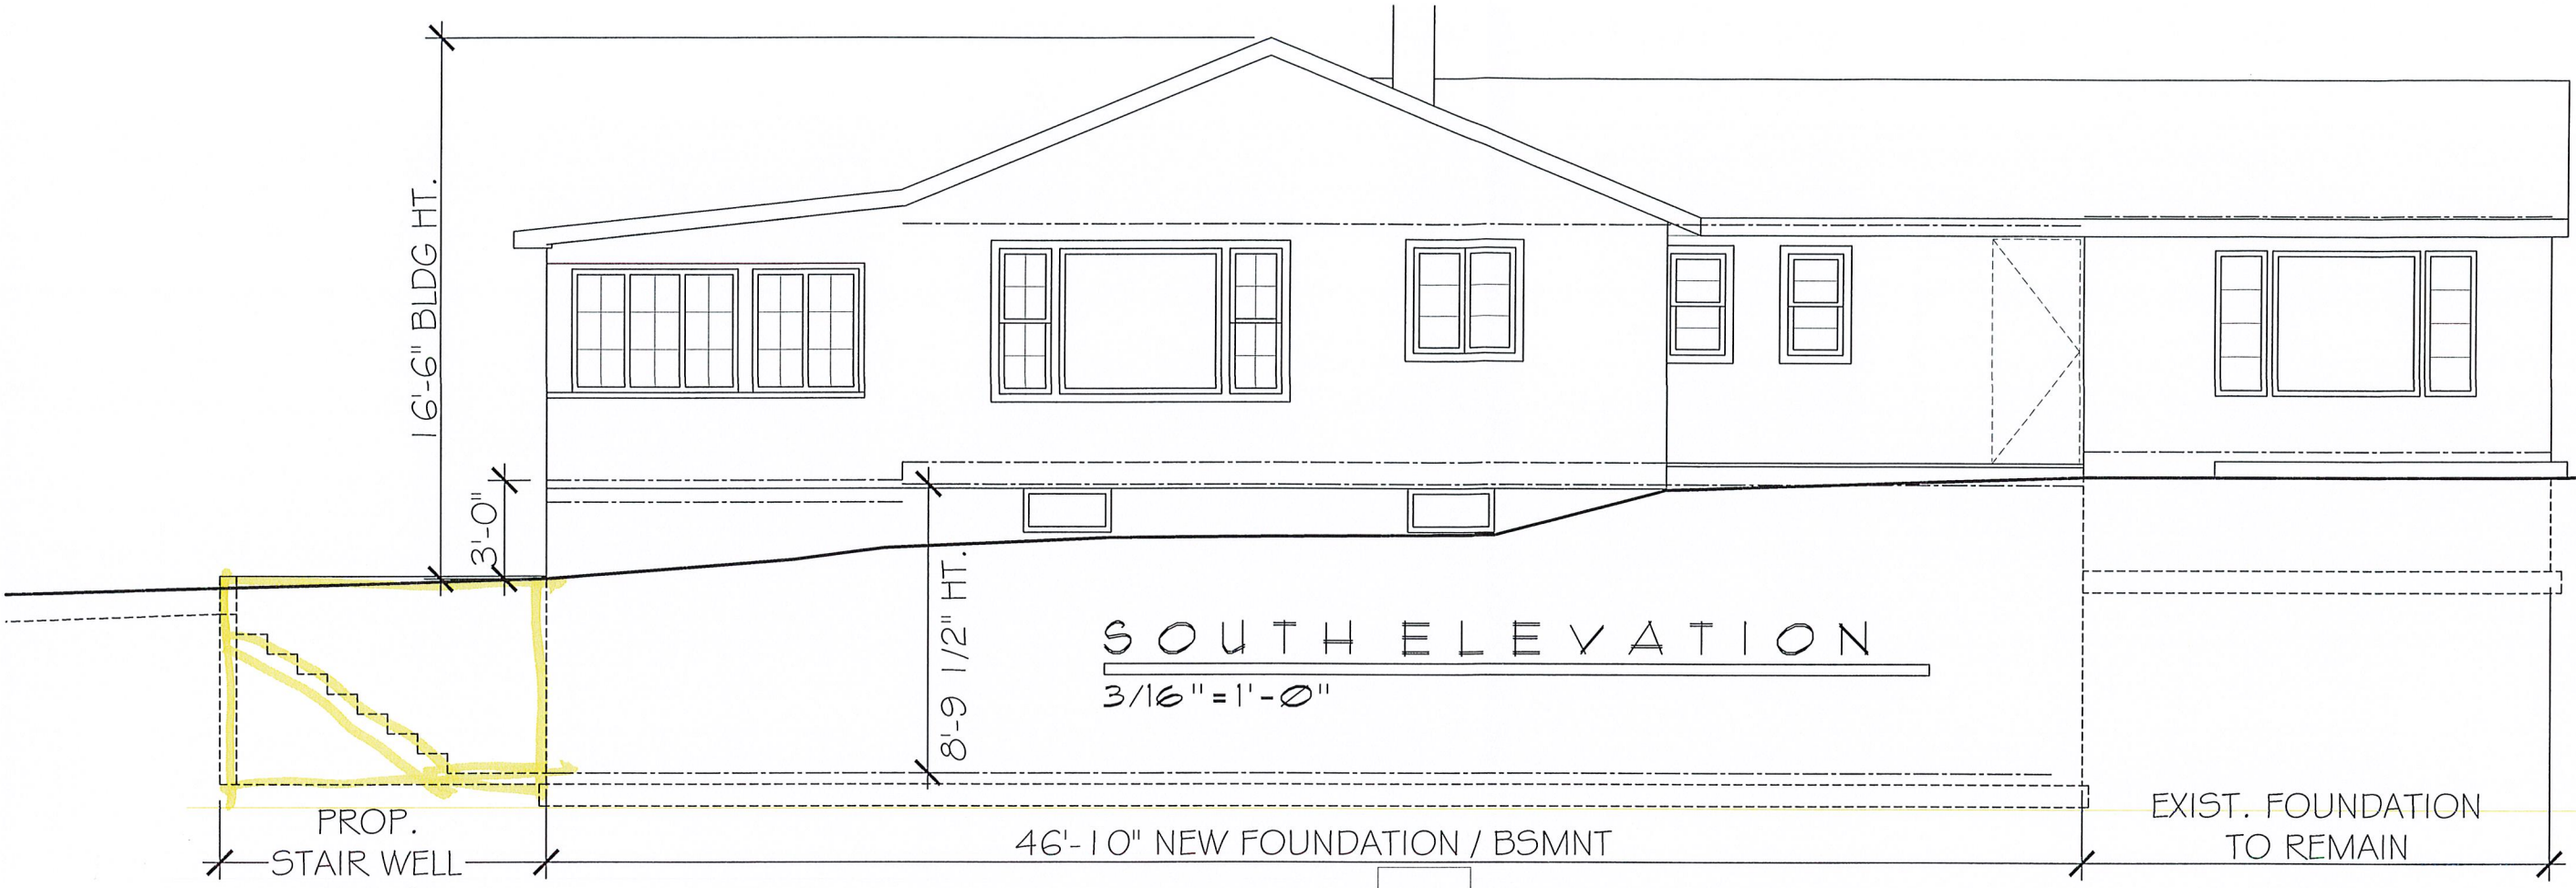 16'-6" BLDG HT.
3'-0"
8'-9 1/2" HT.
SOUTH ELEVATION
3/16"=1'-0"
PROP.
STAIR WELL
46'-10" NEW FOUNDATION / BSMNT
EXIST. FOUNDATION
TO REMAIN